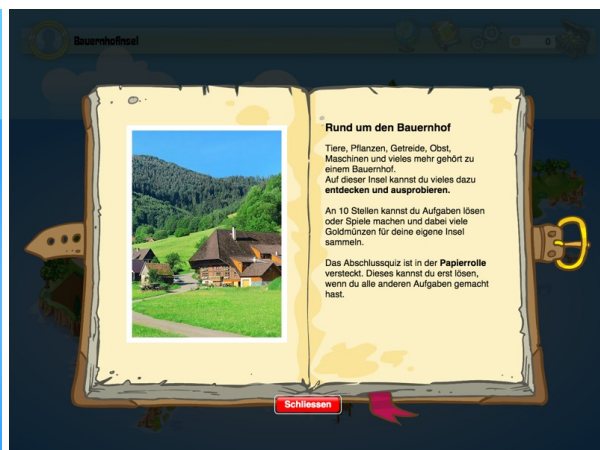 Bauernhofinsel
0
Rund um den Bauernhof
Tiere, Pflanzen, Getreide, Obst,
Maschinen und vieles mehr gehört zu
einem Bauernhof.
Auf dieser Insel kannst du vieles dazu
entdecken und ausprobieren.
An 10 Stellen kannst du Aufgaben lösen
oder Spiele machen und dabei viele
Goldmünzen für deine eigene Insel
sammeln.
Das Abschlussquiz ist in der Papierrolle
versteckt. Dieses kannst du erst lösen,
wenn du alle anderen Aufgaben gemacht
hast.
Schliessen